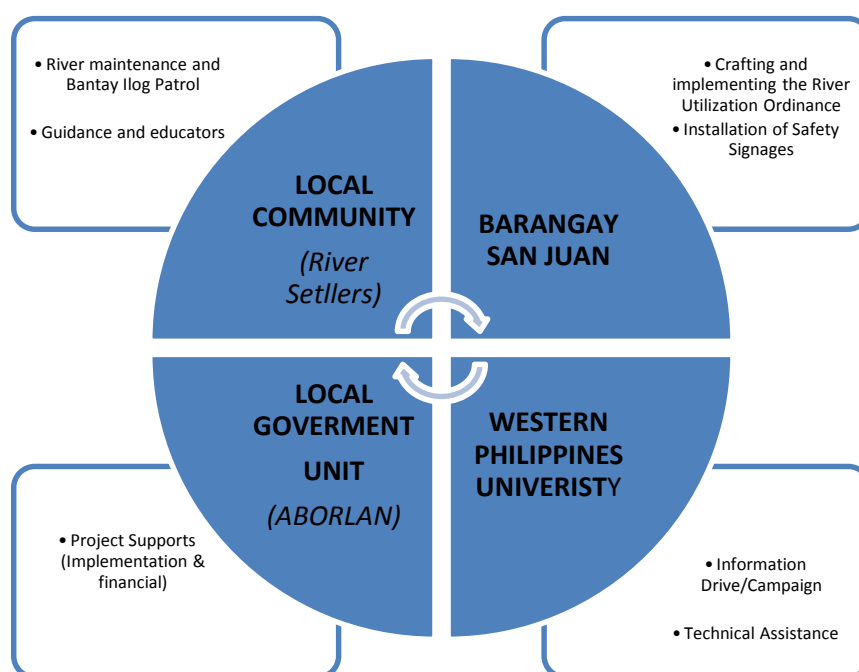 • River maintenance and
Bantay Ilog Patrol
• Guidance and educators
• Crafting and
implementing the River
Utilization Ordinance
• Installation of Safety
Signages
LOCAL
COMMUNITY
(River
Setllers)
BARANGAY
SAN JUAN
LOCAL
GOVERMENT
UNIT
(ABORLAN)
WESTERN
PHILIPPINES
UNIVERISTY
• Project Supports
(Implementation &
financial)
• Information
Drive/Campaign
• Technical Assistance